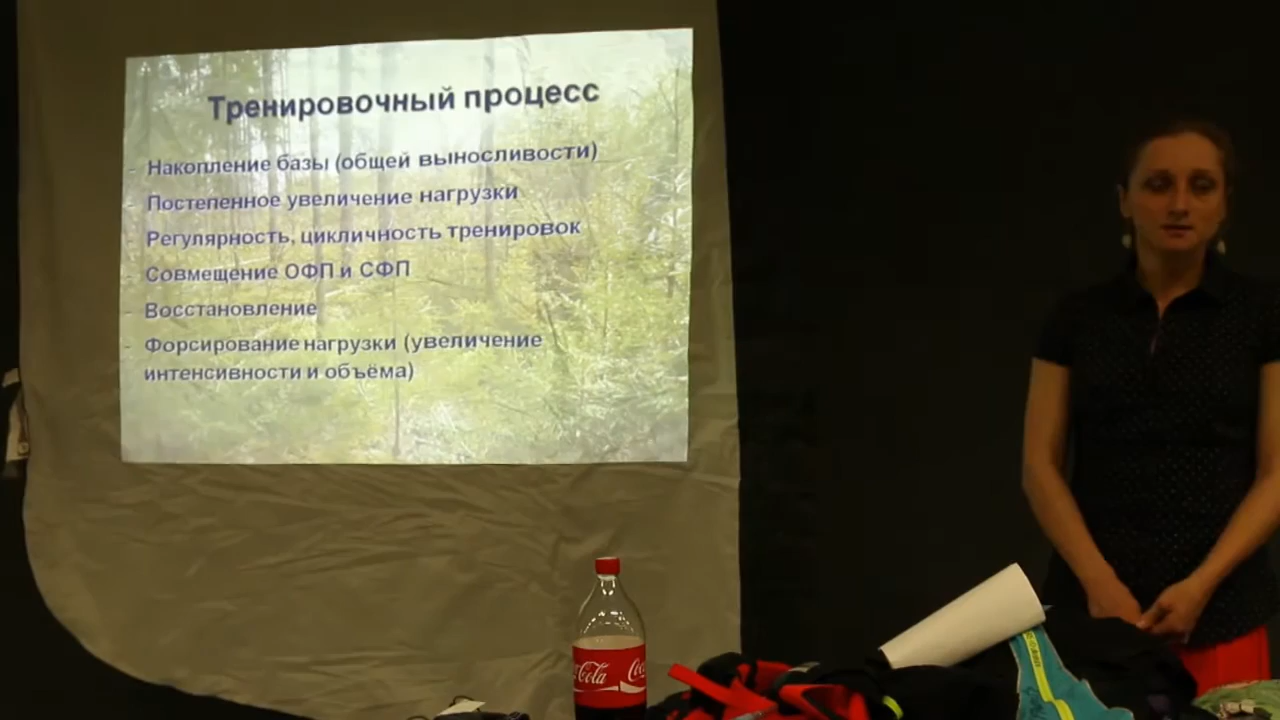 Тренировочный процесс
- Накопление базы (общей выносливости)
- Постепенное увеличение нагрузки
- Регулярность, цикличность тренировок
- Совмещение ОФП и СФП
- Восстановление
- Форсирование нагрузки (увеличение
интенсивности и объёма)
Cola Coc